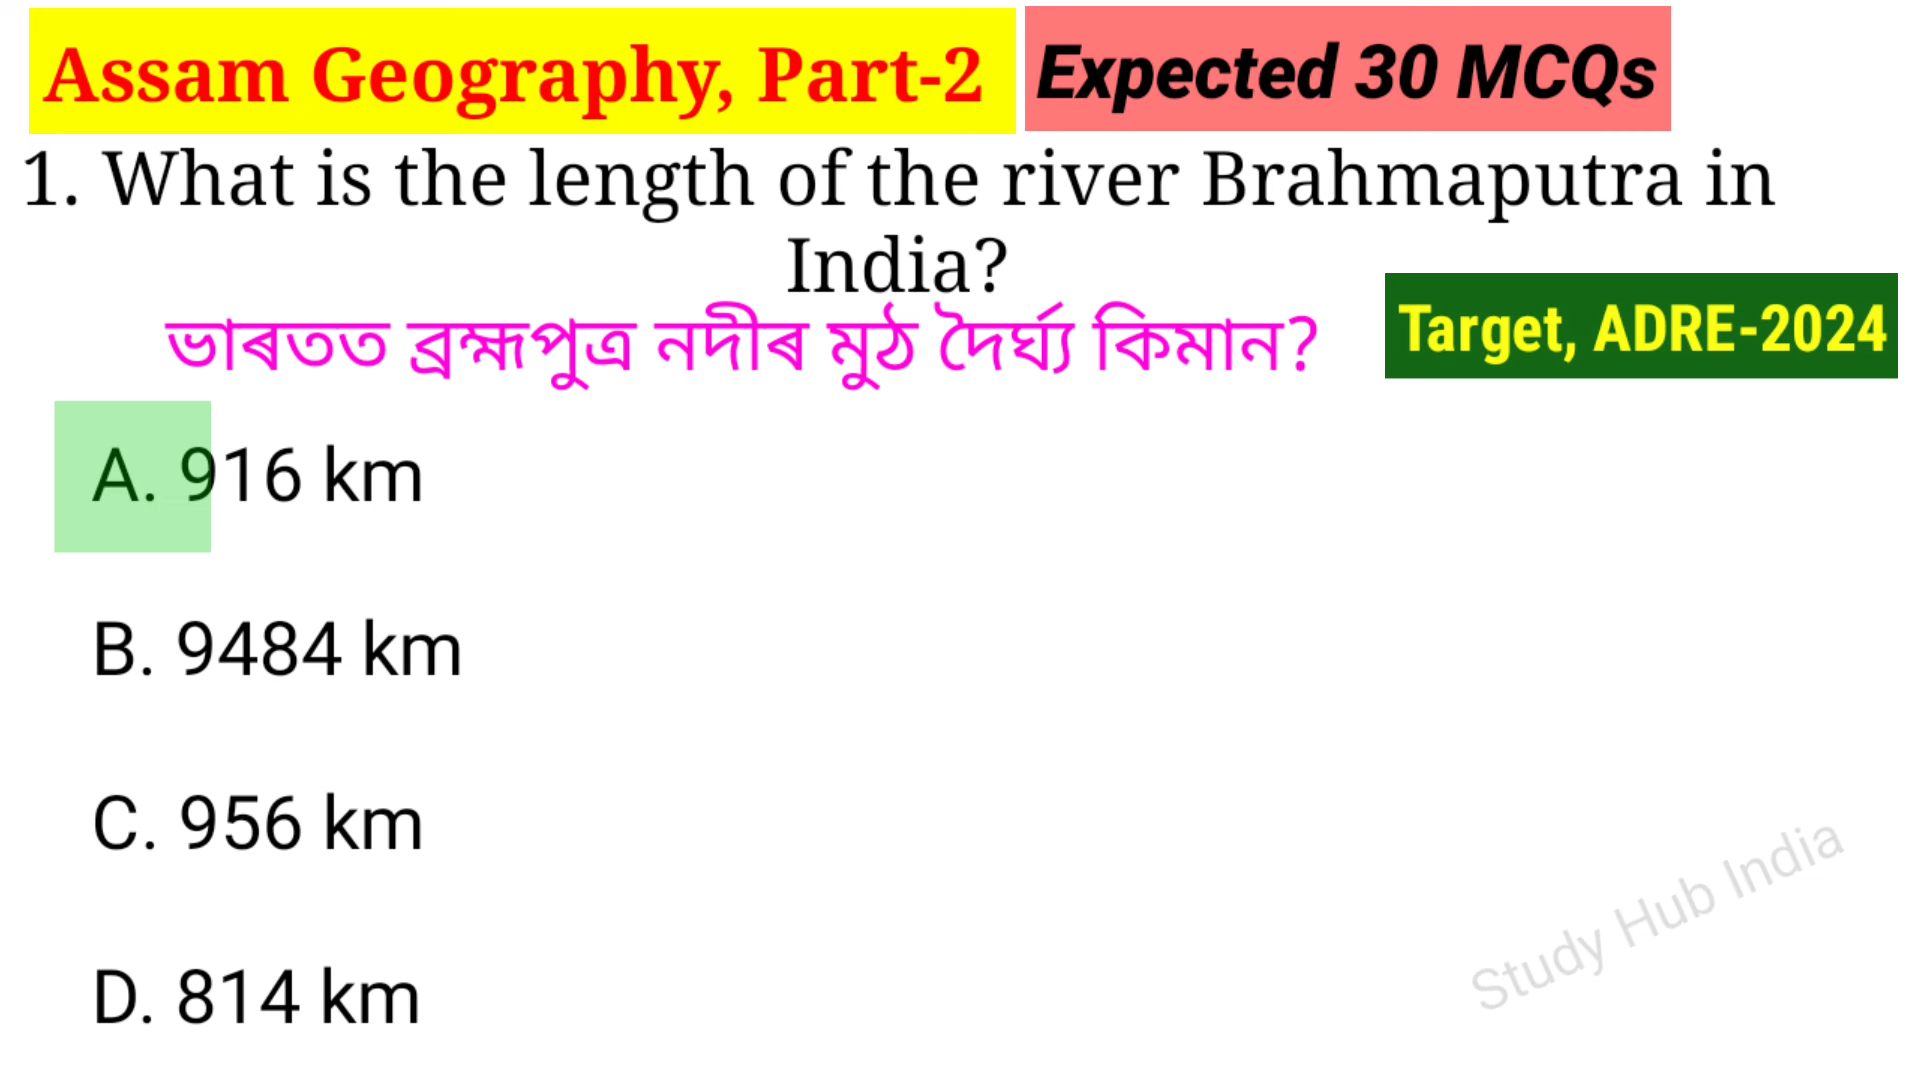 Assam Geography, Part-2
Expected 30 MCQs
1. What is the length of the river Brahmaputra in
India?
ভাৰতত ব্ৰহ্মপুত্ৰ নদীৰ মুঠ দৈৰ্ঘ্য কিমান?
Target, ADRE-2024
A. 916 km
B. 9484 km
C. 956 km
D. 814 km
Study Hub India